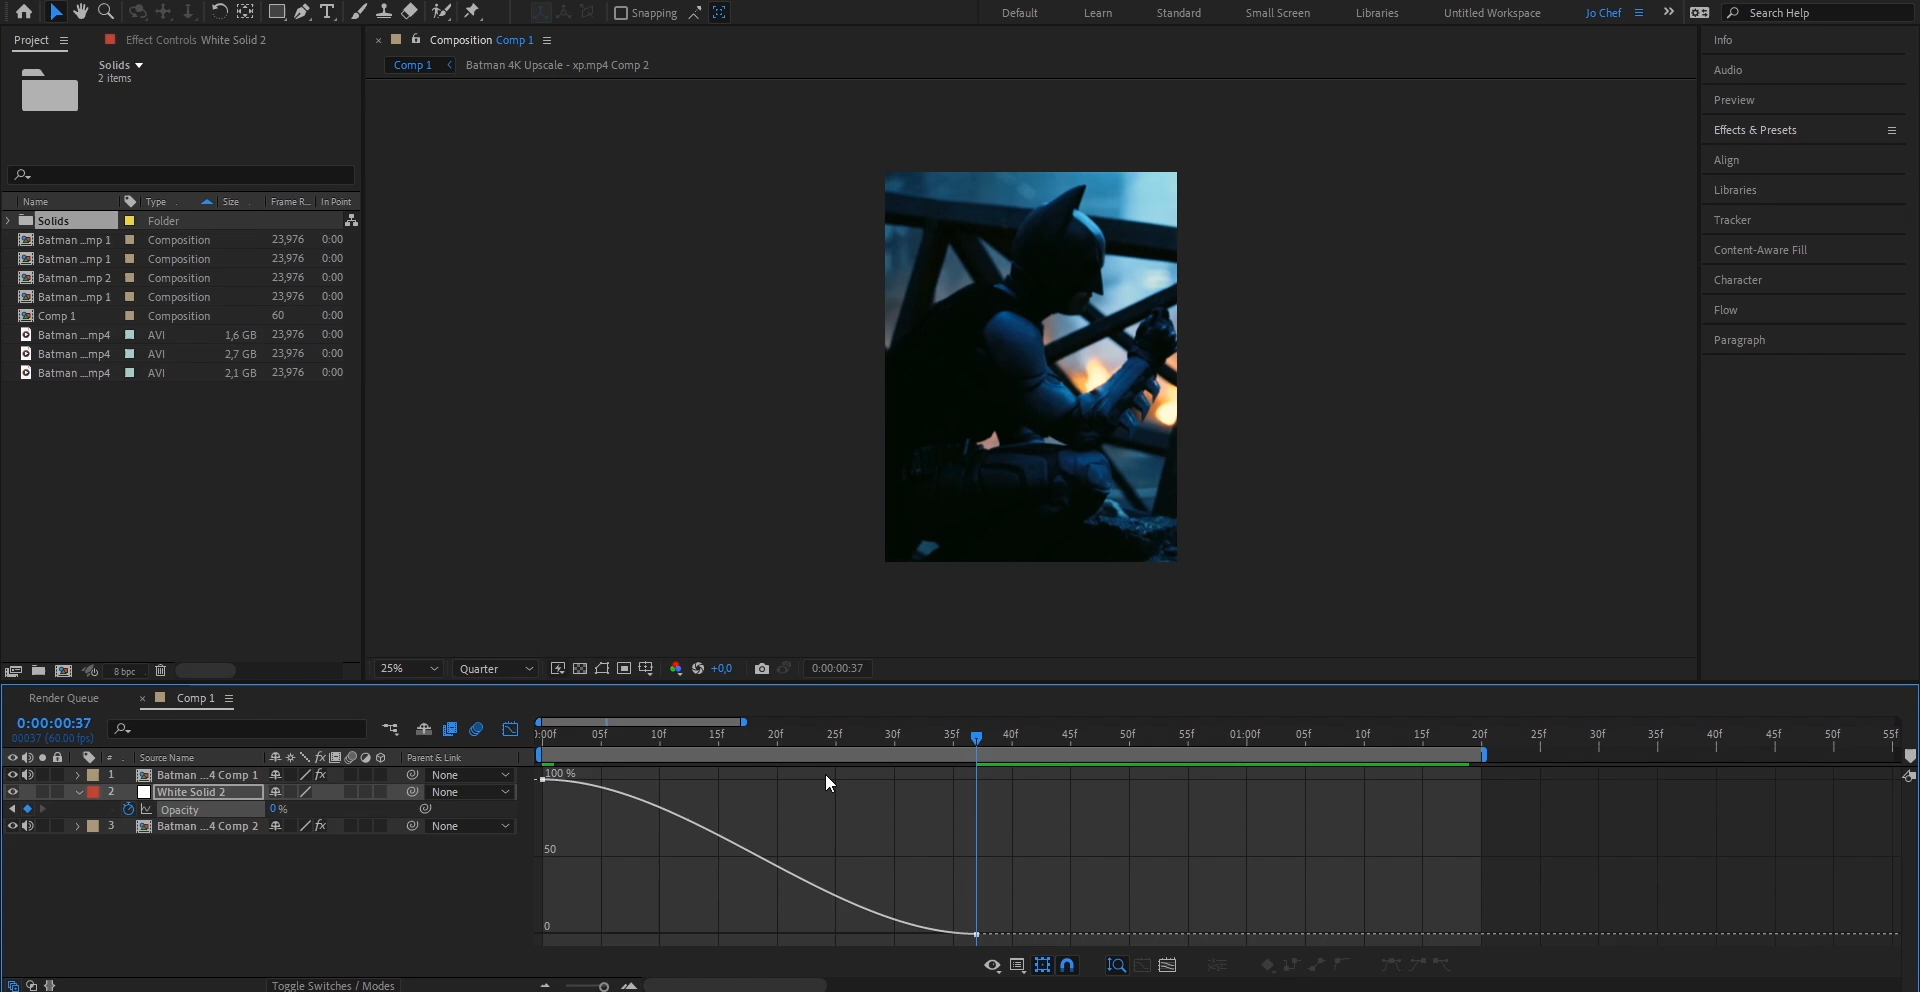 Snapping
Default
Learn
Standard
Small Screen
Libraries
Untitled Workspace
Jo Chef
Search Help
Project
Effect Controls White Solid 2
Composition Comp 1
Solids
2 items
Comp 1
Batman 4K Upscale - xp.mp4 Comp 2
Info
Audio
Preview
Effects & Presets
Align
Libraries
Tracker
Content-Aware Fill
Character
Flow
Paragraph
Name Type Size Frame R... In Point
Solids Folder
Batman ...mp 1 Composition 23,976 0:00
Batman ...mp 1 Composition 23,976 0:00
Batman ...mp 2 Composition 23,976 0:00
Batman ...mp 1 Composition 23,976 0:00
Comp 1 Composition 60 0:00
Batman ....mp4 AVI 1,6 GB 23,976 0:00
Batman ....mp4 AVI 2,7 GB 23,976 0:00
Batman ....mp4 AVI 2,1 GB 23,976 0:00
8 bpc
25% Quarter +0,0 0:00:00:37
Render Queue
Comp 1
0:00:00:37
00037 (60.00 fps)
:00f 05f 10f 15f 20f 25f 30f 35f 40f 45f 50f 55f 01:00f 05f 10f 15f 20f 25f 30f 35f 40f 45f 50f 55f
# Source Name fx Parent & Link
1 Batman ...4 Comp 1 fx None
2 White Solid 2 None
Opacity 0 %
3 Batman ...4 Comp 2 fx None
100 %
50
0
Toggle Switches / Modes